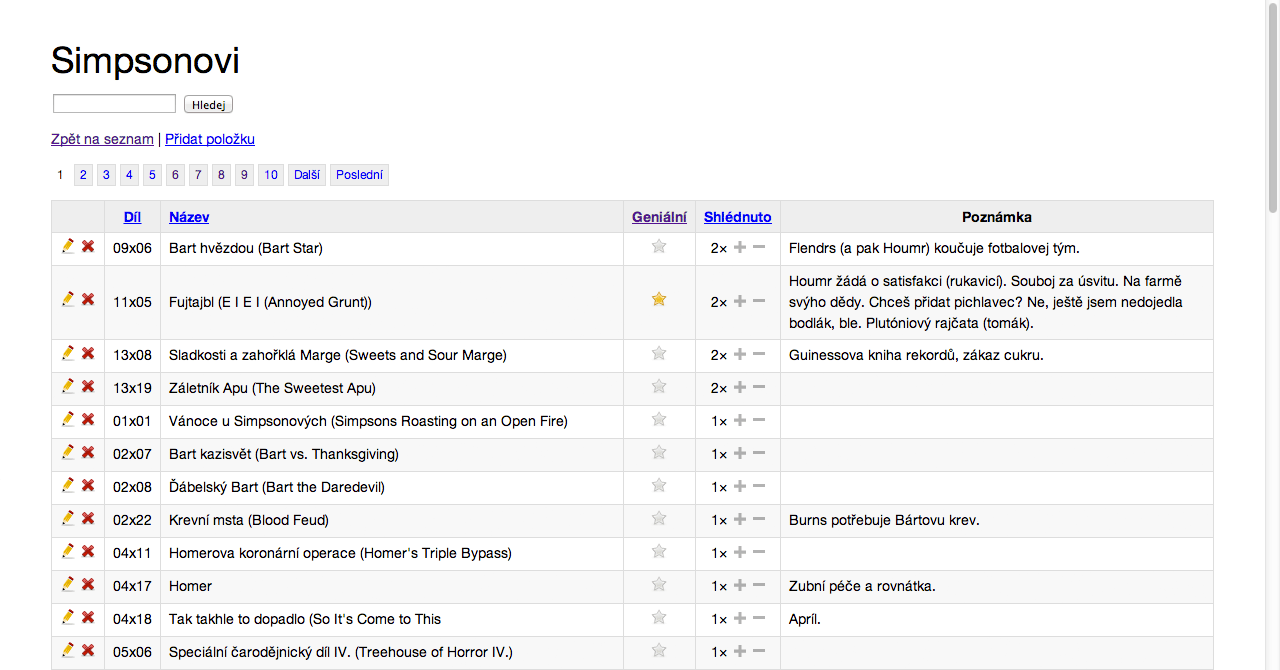 Simpsonovi
Hledej
Zpět na seznam | Přidat položku
1 2 3 4 5 6 7 8 9 10 Další Poslední
Díl Název Geniální Shlédnuto Poznámka
09x06 Bart hvězdou (Bart Star) 2× Flendrs (a pak Houmr) koučuje fotbalovej tým.
11x05 Fujtajbl (E I E I (Annoyed Grunt)) 2× Houmr žádá o satisfakci (rukavicí). Souboj za úsvitu. Na farmě
svýho dědy. Chceš přidat pichlavec? Ne, ještě jsem nedojedla
bodlák, ble. Plutóniový rajčata (tomák).
13x08 Sladkosti a zahořklá Marge (Sweets and Sour Marge) 2× Guinessova kniha rekordů, zákaz cukru.
13x19 Záletník Apu (The Sweetest Apu) 2×
01x01 Vánoce u Simpsonových (Simpsons Roasting on an Open Fire) 1×
02x07 Bart kazisvět (Bart vs. Thanksgiving) 1×
02x08 Ďábelský Bart (Bart the Daredevil) 1×
02x22 Krevní msta (Blood Feud) 1× Burns potřebuje Bártovu krev.
04x11 Homerova koronární operace (Homer's Triple Bypass) 1×
04x17 Homer 1× Zubní péče a rovnátka.
04x18 Tak takhle to dopadlo (So It's Come to This 1× Apríl.
05x06 Speciální čarodějnický díl IV. (Treehouse of Horror IV.) 1×